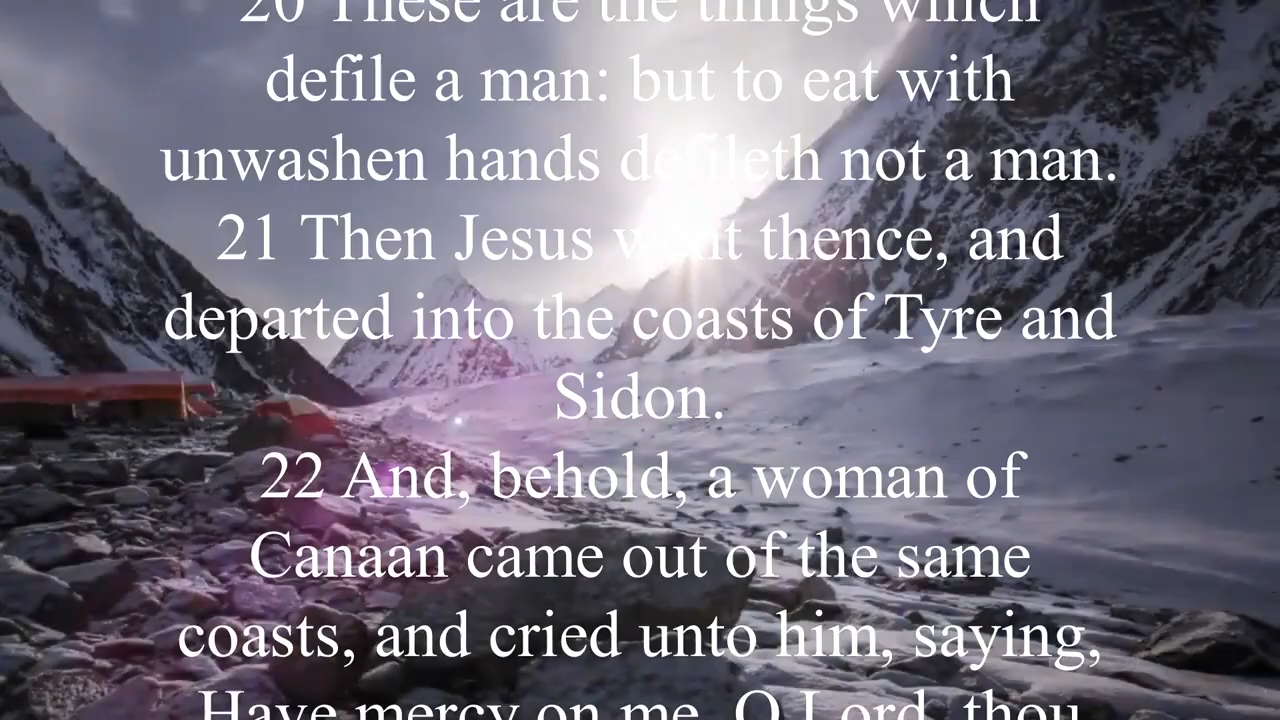 20 These are the things which
defile a man: but to eat with
unwashen hands defileth not a man.
21 Then Jesus went thence, and
departed into the coasts of Tyre and
Sidon.
22 And, behold, a woman of
Canaan came out of the same
coasts, and cried unto him, saying,
Have mercy on me, O Lord, thou